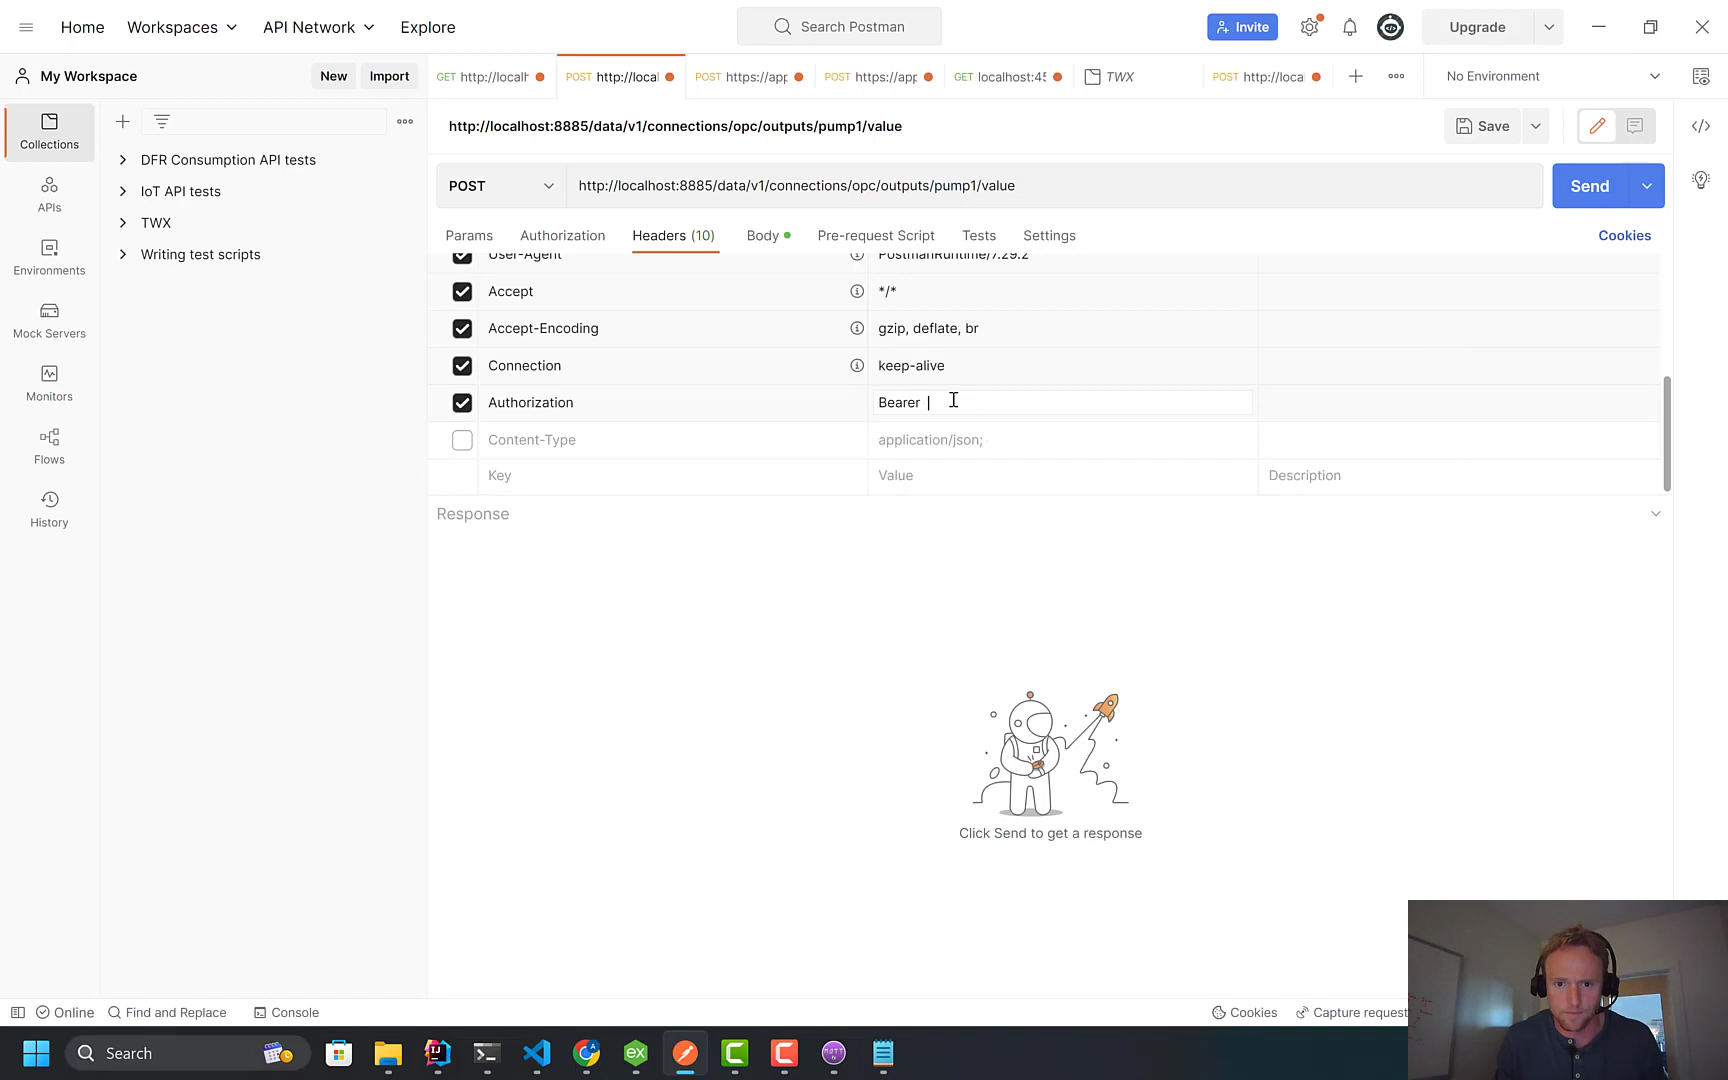 Home Workspaces API Network Explore Search Postman Invite Upgrade
My Workspace New Import GET http://localh POST http://local POST https://app POST https://app GET localhost:45 TWX POST http://loca No Environment
Collections
APIs
Environments
Mock Servers
Monitors
Flows
History
DFR Consumption API tests
IoT API tests
TWX
Writing test scripts
http://localhost:8885/data/v1/connections/opc/outputs/pump1/value Save
POST http://localhost:8885/data/v1/connections/opc/outputs/pump1/value Send
Params Authorization Headers (10) Body Pre-request Script Tests Settings Cookies
User-Agent PostmanRuntime/7.29.2
Accept */*
Accept-Encoding gzip, deflate, br
Connection keep-alive
Authorization Bearer
Content-Type application/json;
Key Value Description
Response
Click Send to get a response
Online Find and Replace Console Cookies Capture request
Search